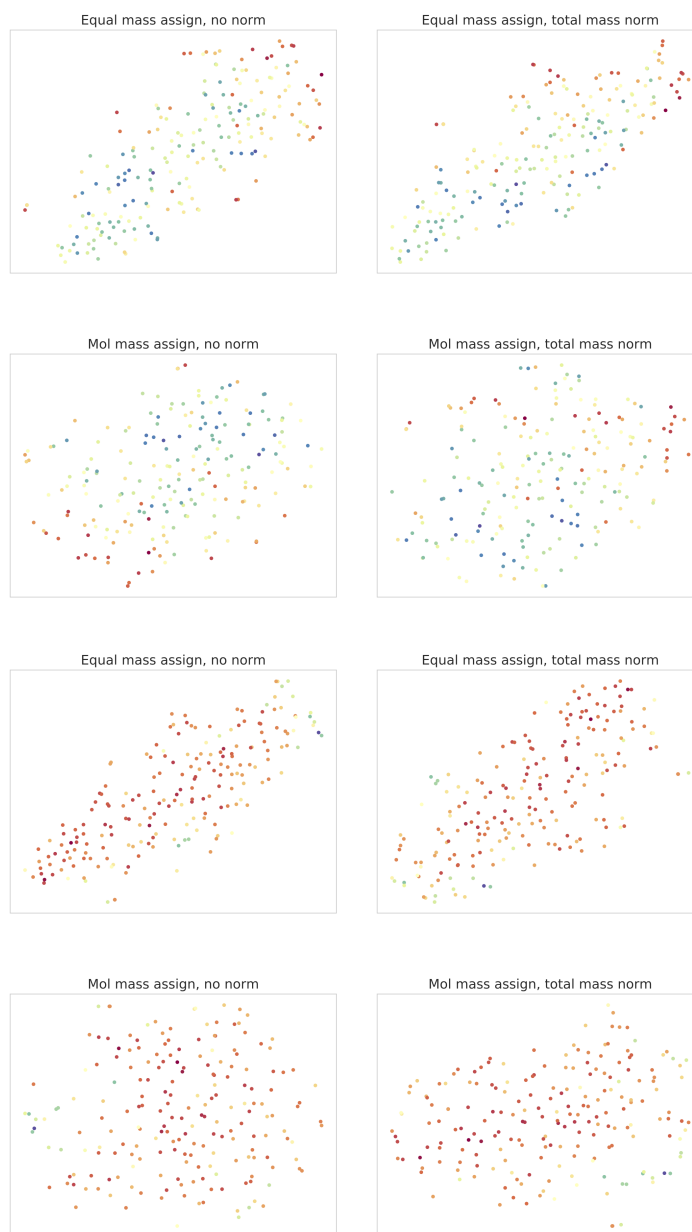 Equal mass assign, no norm
Equal mass assign, total mass norm
Mol mass assign, no norm
Mol mass assign, total mass norm
Equal mass assign, no norm
Equal mass assign, total mass norm
Mol mass assign, no norm
Mol mass assign, total mass norm